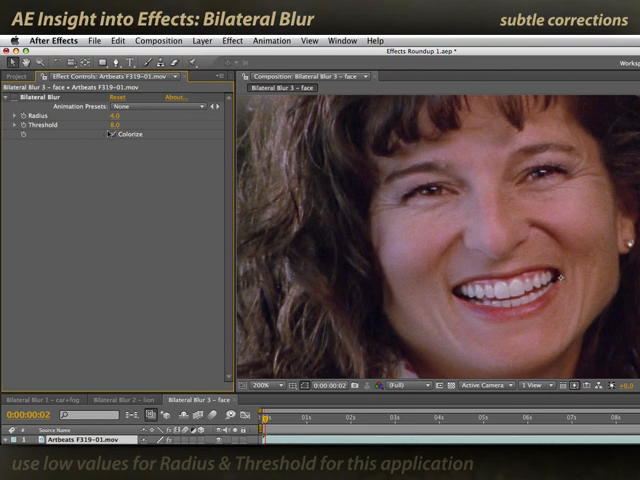 AE Insight into Effects: Bilateral Blur
subtle corrections
After Effects File Edit Composition Layer Effect Animation View Window Help
Effects Roundup 1.aep *
Worksp
Project
Effect Controls: Artbeats F319-01.mov
Composition: Bilateral Blur 3 - face
Bilateral Blur 3 - face • Artbeats F319-01.mov
Bilateral Blur 3 - face
Bilateral Blur Reset About...
Animation Presets: None
Radius 4.0
Threshold 8.0
Colorize
200% 0:00:00:02 (Full) Active Camera 1 View +0.0
Bilateral Blur 1 - car+fog Bilateral Blur 2 - lion Bilateral Blur 3 - face
0:00:00:02
01s 02s 03s 04s 05s 06s 07s 08s
# Source Name
1 Artbeats F319-01.mov
use low values for Radius & Threshold for this application